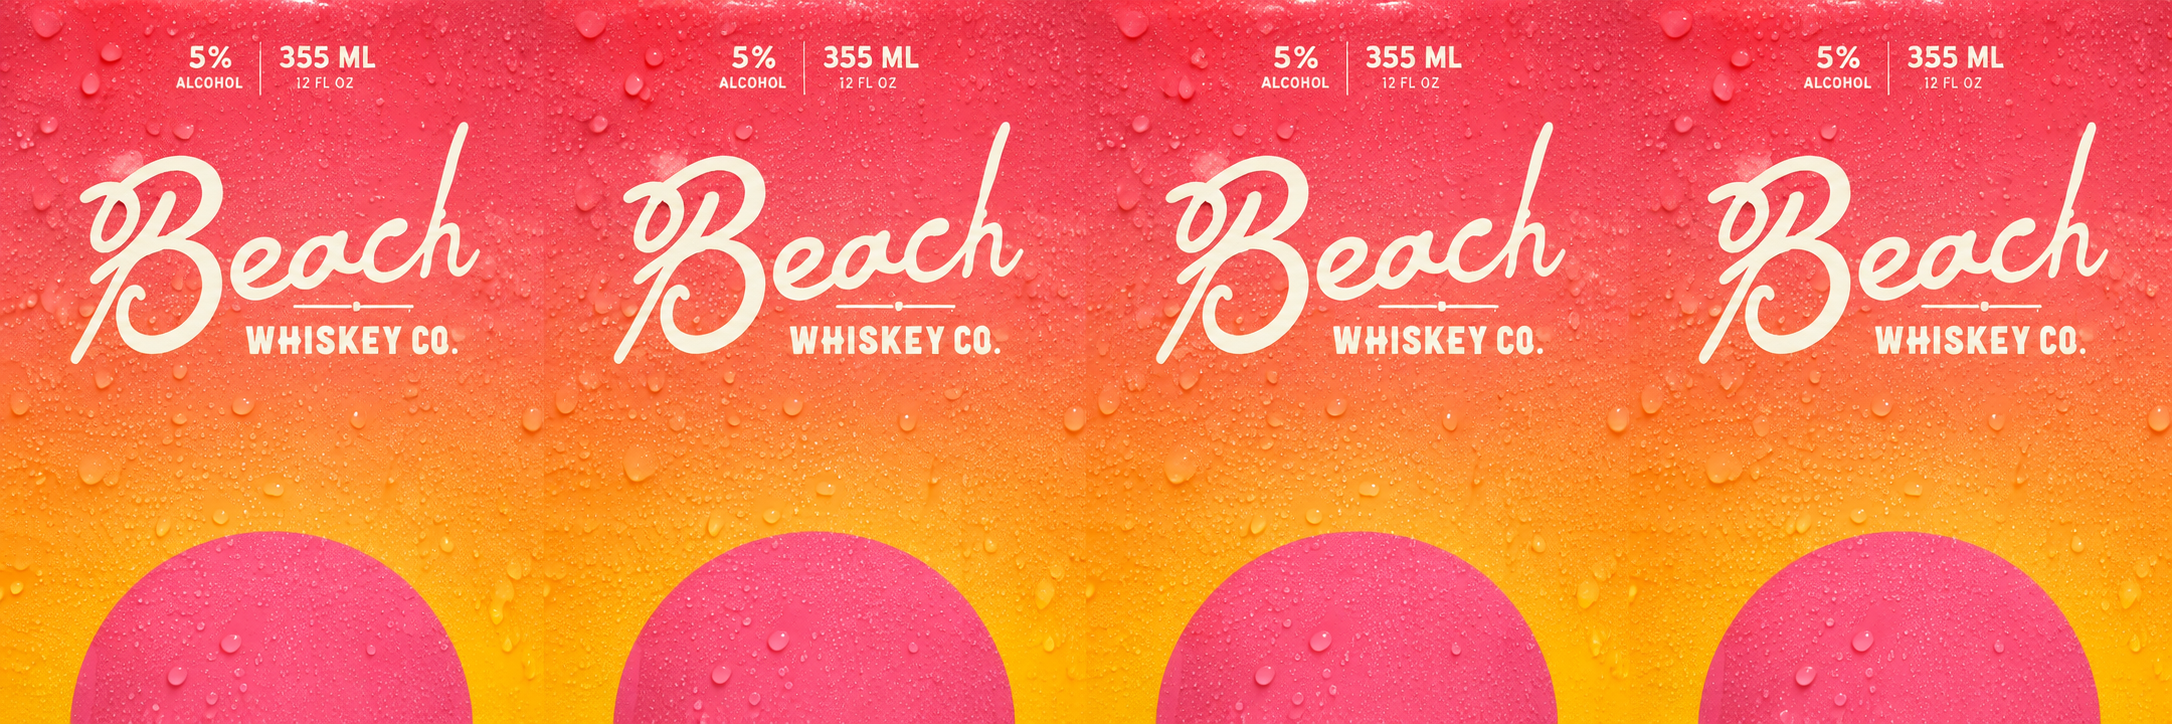 5% 355 ML 5% 355 ML 5% 355 ML 5% 355 ML
ALCOHOL 12 FL OZ ALCOHOL 12 FL OZ ALCOHOL 12 FL OZ ALCOHOL 12 FL OZ
Beach Beach Beach Beach
WHISKEY CO. WHISKEY CO. WHISKEY CO. WHISKEY CO.